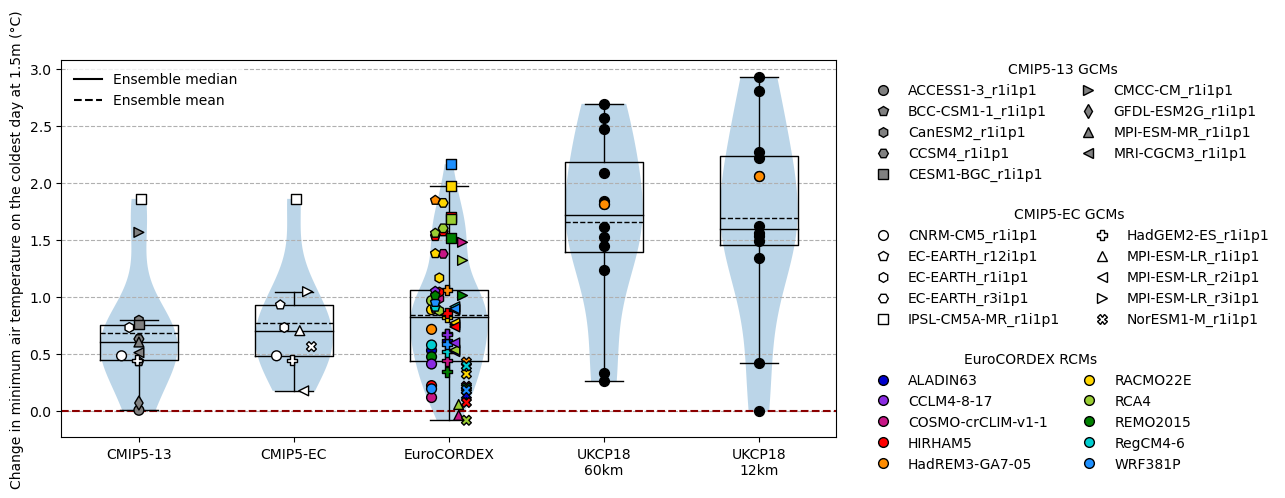 Change in minimum air temperature on the coldest day at 1.5m (°C)
3.0
2.5
2.0
1.5
1.0
0.5
0.0
Ensemble median
Ensemble mean
CMIP5-13
CMIP5-EC
EuroCORDEX
UKCP18
60km
UKCP18
12km
CMIP5-13 GCMs
ACCESS1-3_r1i1p1
BCC-CSM1-1_r1i1p1
CanESM2_r1i1p1
CCSM4_r1i1p1
CESM1-BGC_r1i1p1
CMCC-CM_r1i1p1
GFDL-ESM2G_r1i1p1
MPI-ESM-MR_r1i1p1
MRI-CGCM3_r1i1p1
CMIP5-EC GCMs
CNRM-CM5_r1i1p1
EC-EARTH_r12i1p1
EC-EARTH_r1i1p1
EC-EARTH_r3i1p1
IPSL-CM5A-MR_r1i1p1
HadGEM2-ES_r1i1p1
MPI-ESM-LR_r1i1p1
MPI-ESM-LR_r2i1p1
MPI-ESM-LR_r3i1p1
NorESM1-M_r1i1p1
EuroCORDEX RCMs
ALADIN63
CCLM4-8-17
COSMO-crCLIM-v1-1
HIRHAM5
HadREM3-GA7-05
RACMO22E
RCA4
REMO2015
RegCM4-6
WRF381P